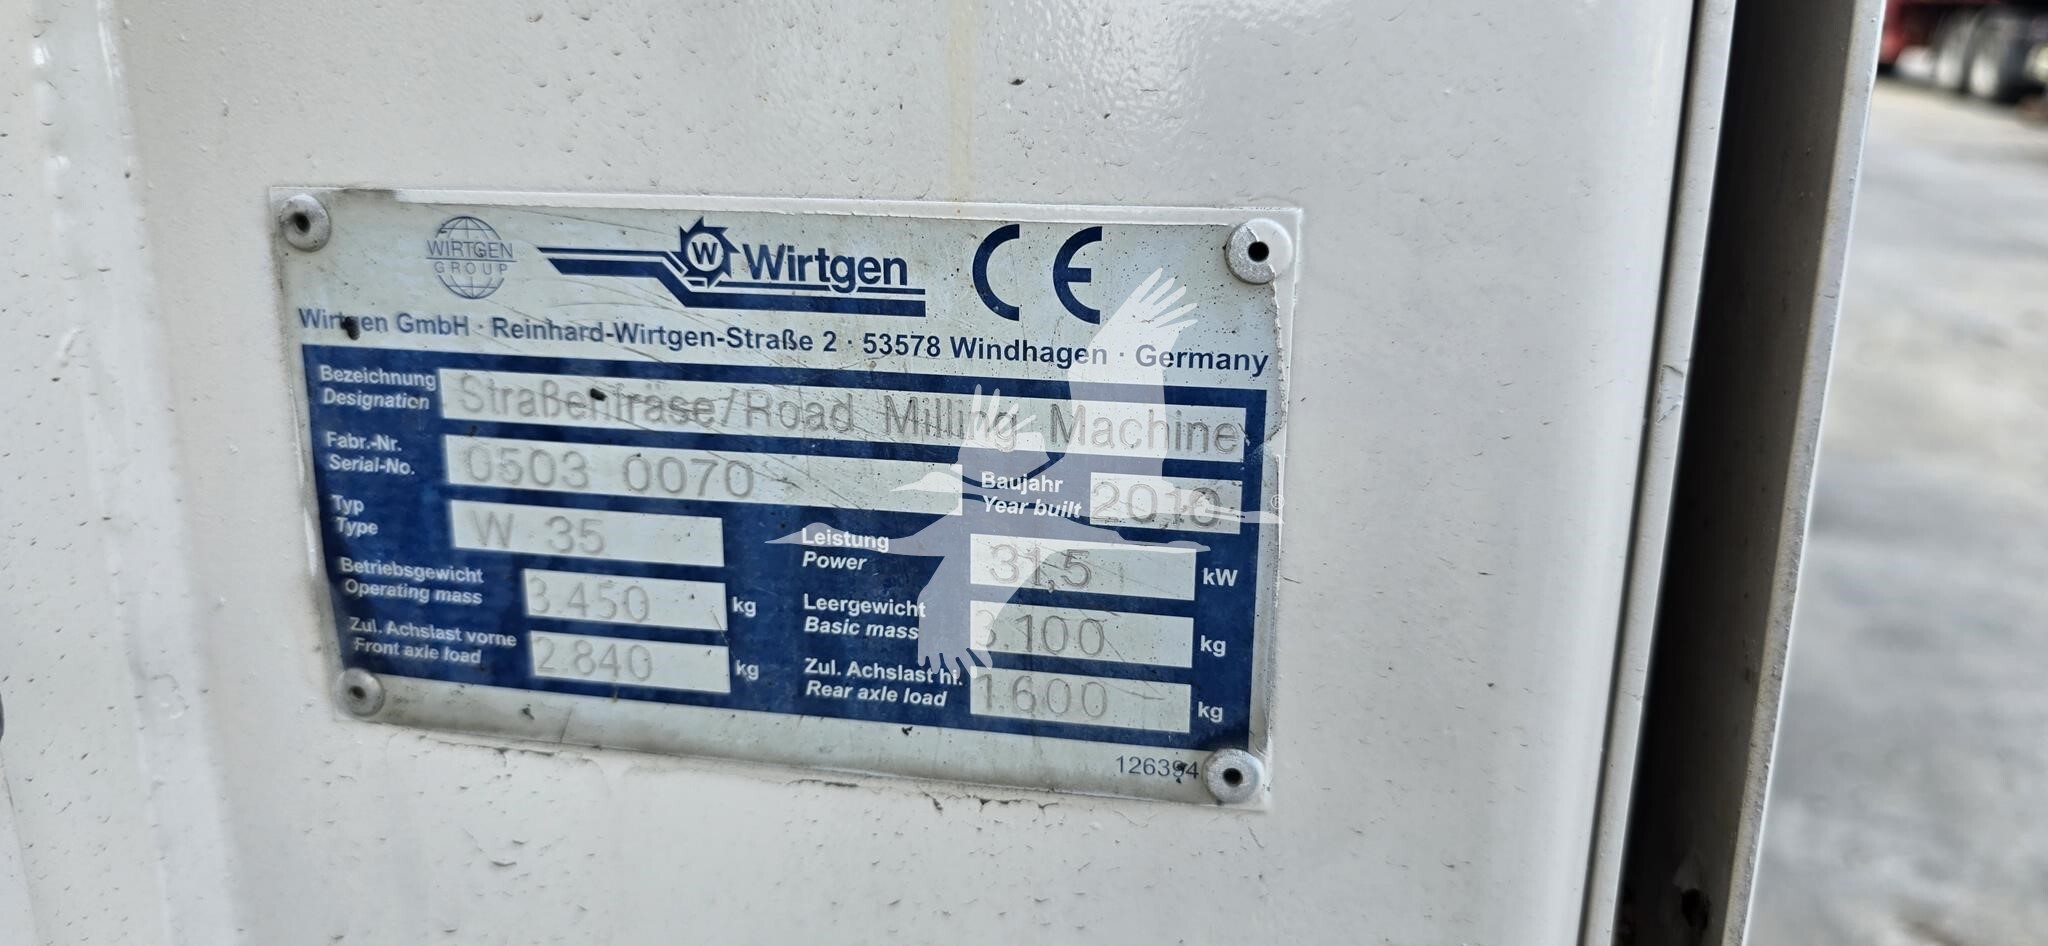 WIRTGEN
GROUP
W Wirtgen CE
Wirtgen GmbH · Reinhard-Wirtgen-Straße 2 · 53578 Windhagen · Germany
Bezeichnung
Designation
Straßenfräse/Road Milling Machine
Fabr.-Nr.
Serial-No.
0503 0070
Baujahr
Year built
2010
Typ
Type
W 35
Leistung
Power
31,5 kW
Betriebsgewicht
Operating mass
3.450 kg
Leergewicht
Basic mass
3.100 kg
Zul. Achslast vorne
Front axle load
2.840 kg
Zul. Achslast hi.
Rear axle load
1.600 kg
126394